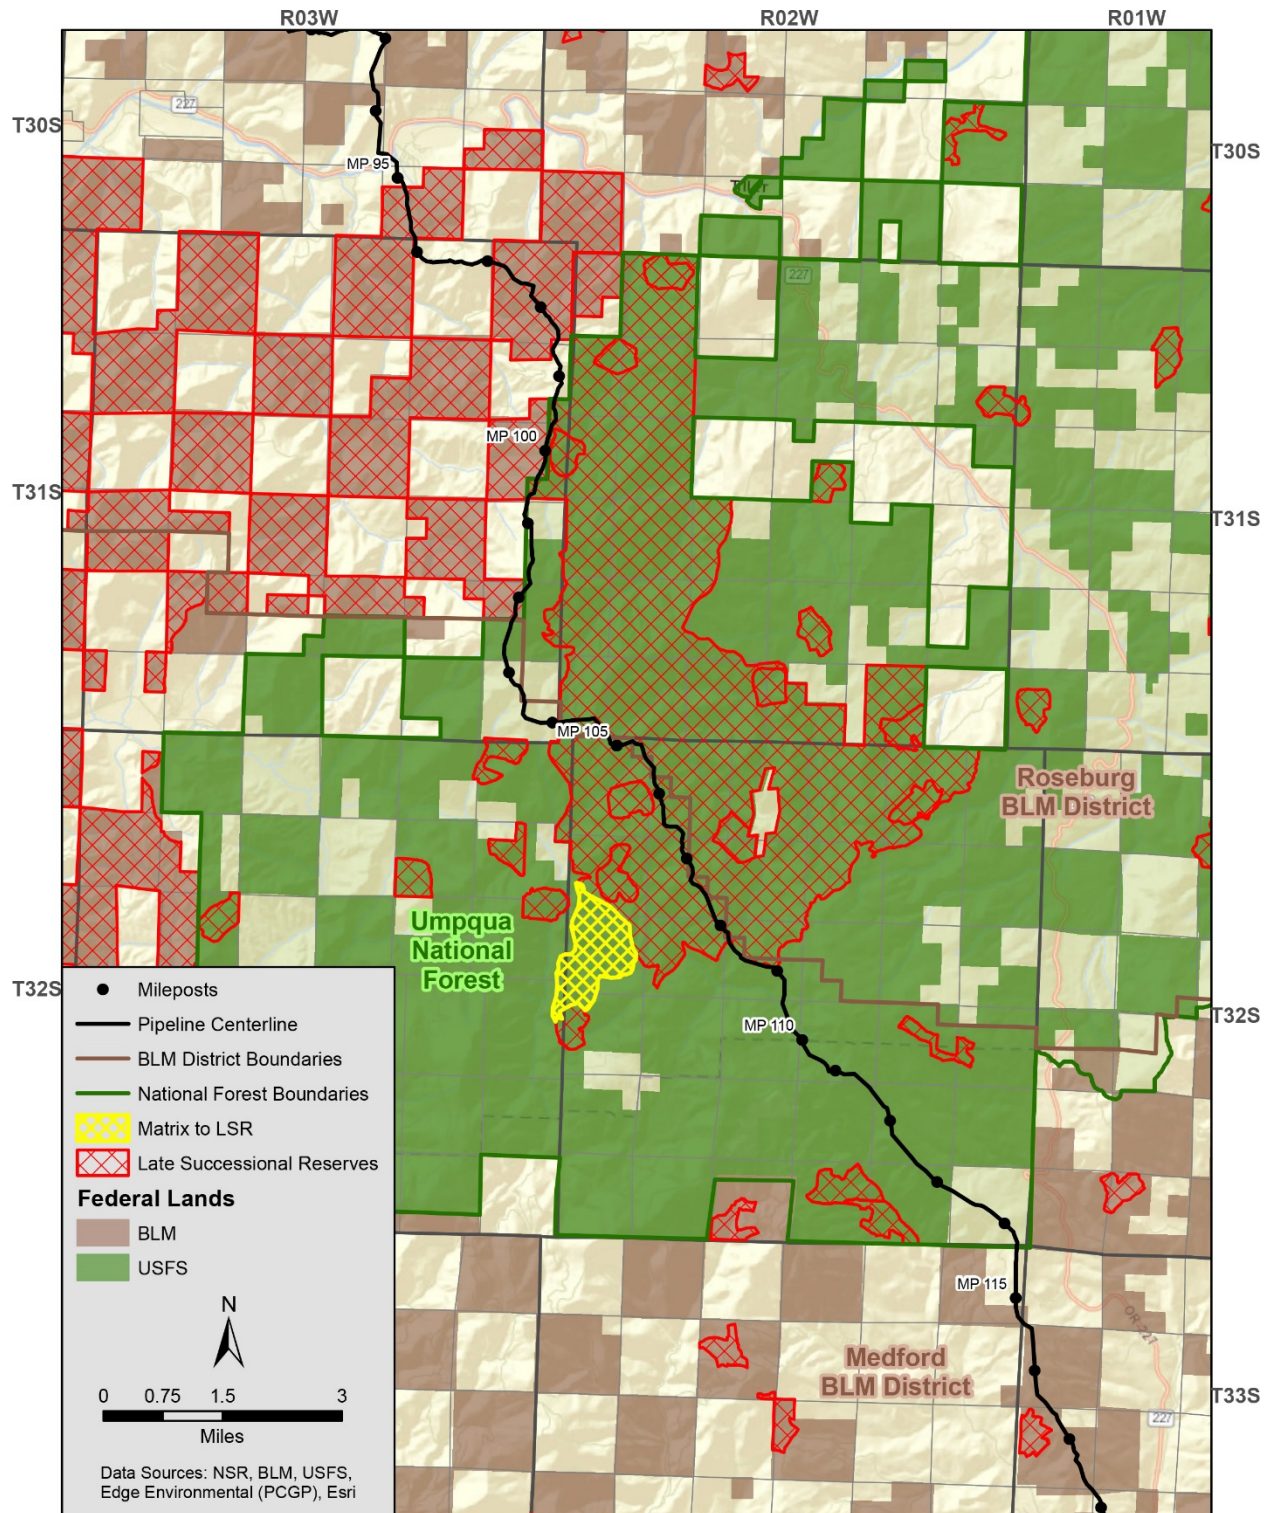 R03W
R02W
R01W
227
T30S
T30S
MP 95
Tiller
227
MP 100
T31S
T31S
MP 105
Roseburg
BLM District
Umpqua
National
Forest
T32S
T32S
MP 110
MP 115
OR-227
Medford
BLM District
T33S
227
Mileposts
Pipeline Centerline
BLM District Boundaries
National Forest Boundaries
Matrix to LSR
Late Successional Reserves
Federal Lands
BLM
USFS
N
0 0.75 1.5 3
Miles
Data Sources: NSR, BLM, USFS,
Edge Environmental (PCGP), Esri